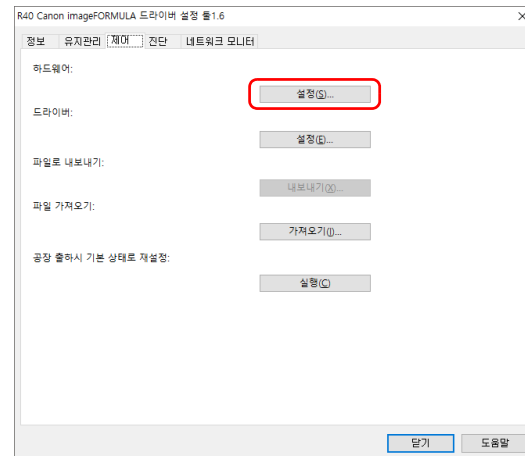 R40 Canon imageFORMULA 드라이버 설정 툴1.6
정보 유지관리 제어 진단 네트워크 모니터
하드웨어:
설정(S)...
드라이버:
설정(E)...
파일로 내보내기:
내보내기(X)...
파일 가져오기:
가져오기(I)...
공장 출하시 기본 상태로 재설정:
실행(C)
닫기 도움말